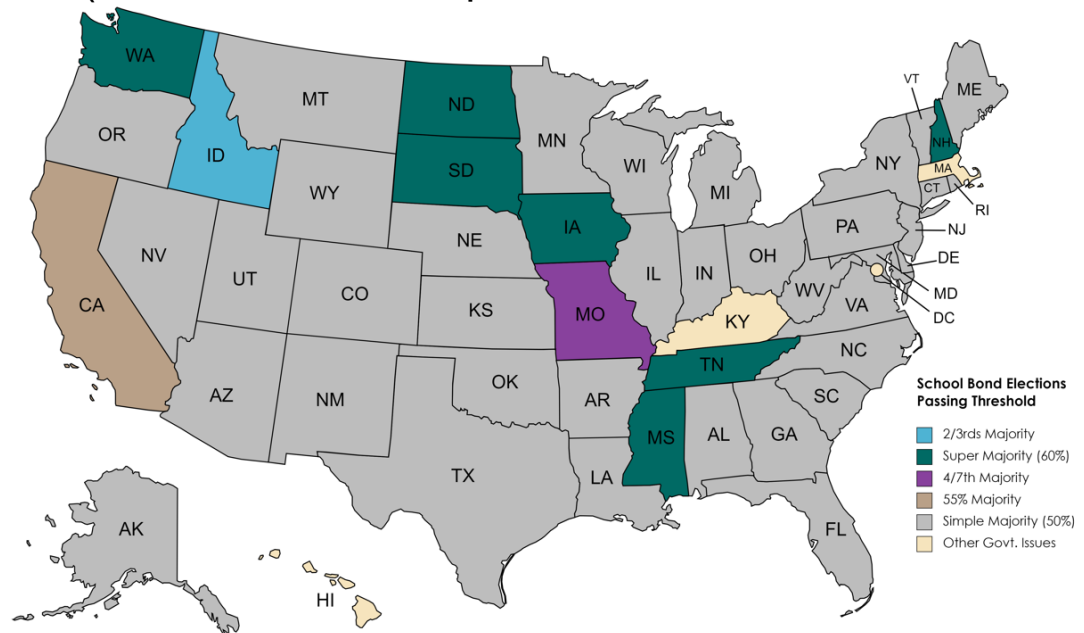 WA
MT
ND
MN
OR
ID
SD
WY
WI
MI
VT
ME
NH
NY
MA
CT
RI
NV
UT
NE
IA
PA
NJ
CO
IL
IN
OH
DE
CA
KS
MO
WV
VA
MD
DC
KY
NC
AZ
NM
OK
AR
TN
SC
TX
LA
MS
AL
GA
FL
AK
HI
School Bond Elections
Passing Threshold
2/3rds Majority
Super Majority (60%)
4/7th Majority
55% Majority
Simple Majority (50%)
Other Govt. Issues